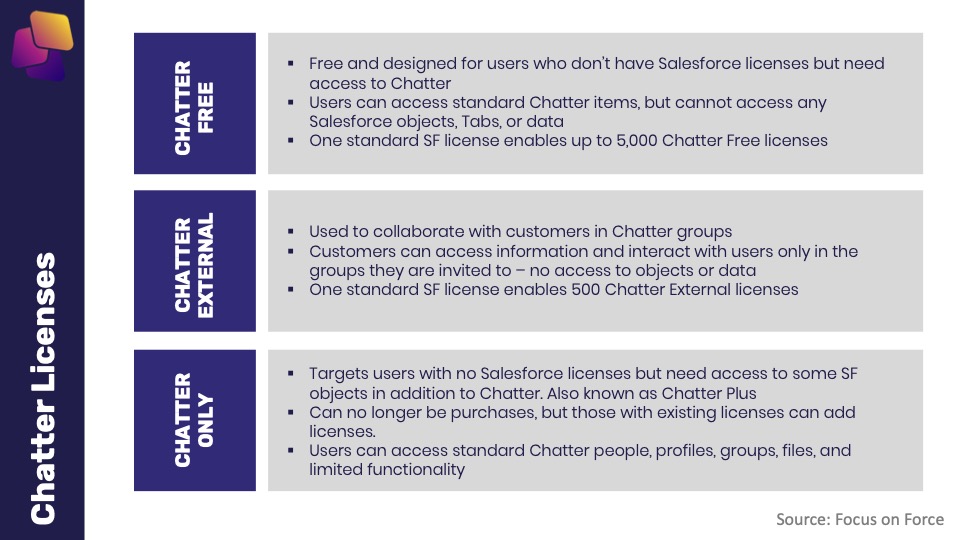 Chatter Licenses
CHATTER
FREE
▪ Free and designed for users who don't have Salesforce licenses but need
access to Chatter
▪ Users can access standard Chatter items, but cannot access any
Salesforce objects, Tabs, or data
▪ One standard SF license enables up to 5,000 Chatter Free licenses
CHATTER
EXTERNAL
▪ Used to collaborate with customers in Chatter groups
▪ Customers can access information and interact with users only in the
groups they are invited to – no access to objects or data
▪ One standard SF license enables 500 Chatter External licenses
CHATTER
ONLY
▪ Targets users with no Salesforce licenses but need access to some SF
objects in addition to Chatter. Also known as Chatter Plus
▪ Can no longer be purchases, but those with existing licenses can add
licenses.
▪ Users can access standard Chatter people, profiles, groups, files, and
limited functionality
Source: Focus on Force